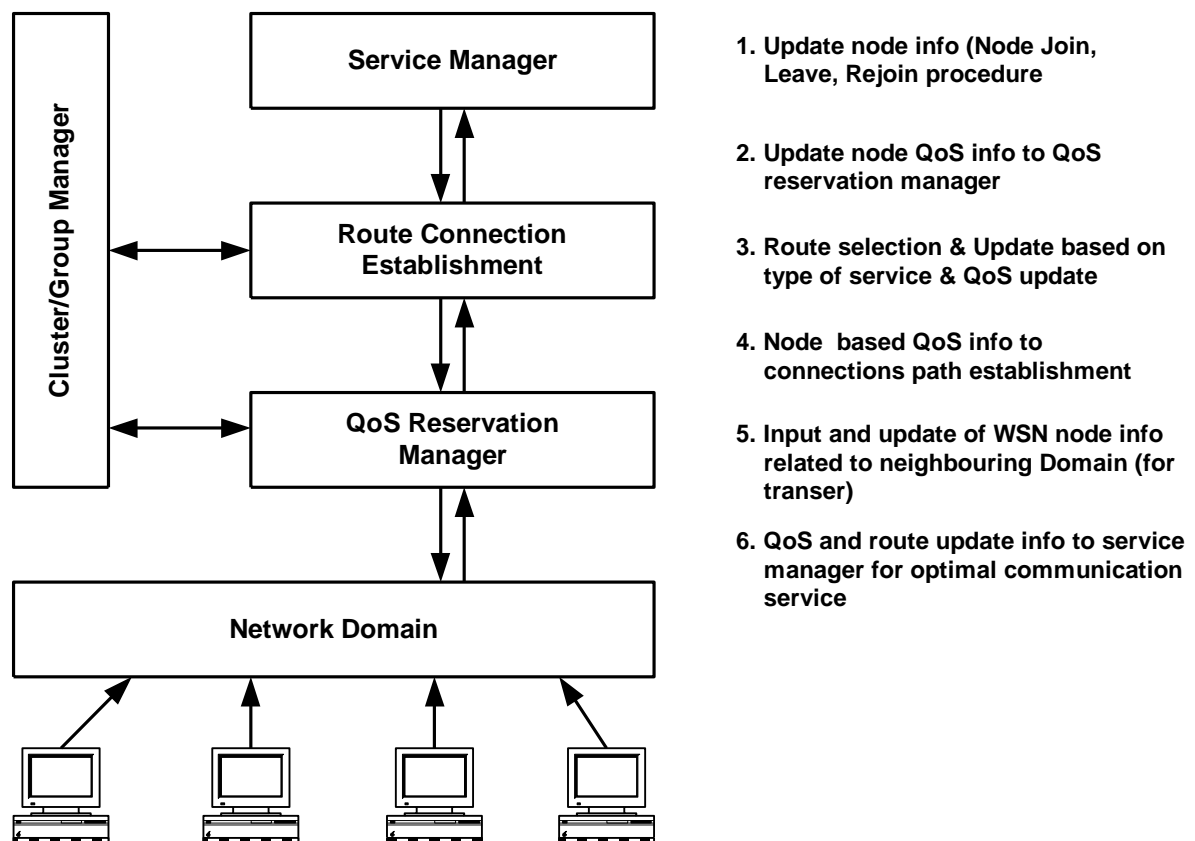 Service Manager
Cluster/Group Manager
Route Connection
Establishment
QoS Reservation
Manager
Network Domain
1. Update node info (Node Join,
Leave, Rejoin procedure
2. Update node QoS info to QoS
reservation manager
3. Route selection & Update based on
type of service & QoS update
4. Node based QoS info to
connections path establishment
5. Input and update of WSN node info
related to neighbouring Domain (for
transer)
6. QoS and route update info to service
manager for optimal communication
service